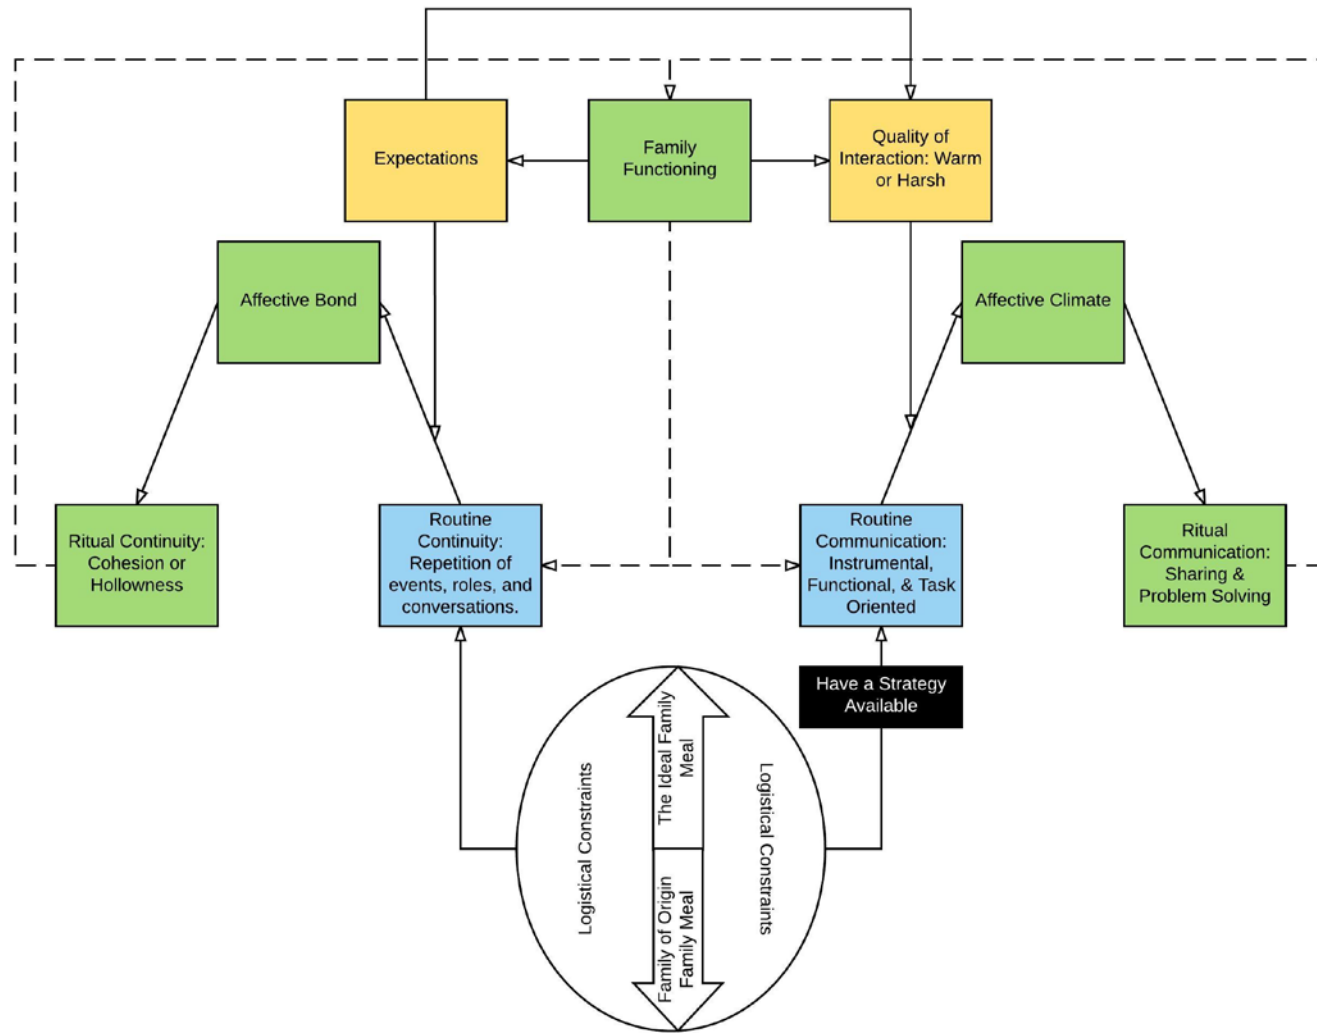 Expectations
Family
Functioning
Quality of
Interaction: Warm
or Harsh
Affective Bond
Affective Climate
Ritual Continuity:
Cohesion or
Hollowness
Routine
Continuity:
Repetition of
events, roles, and
conversations.
Routine
Communication:
Instrumental,
Functional, & Task
Oriented
Ritual
Communication:
Sharing &
Problem Solving
Have a Strategy
Available
Logistical Constraints
The Ideal Family
Meal
Family of Origin
Family Meal
Logistical Constraints